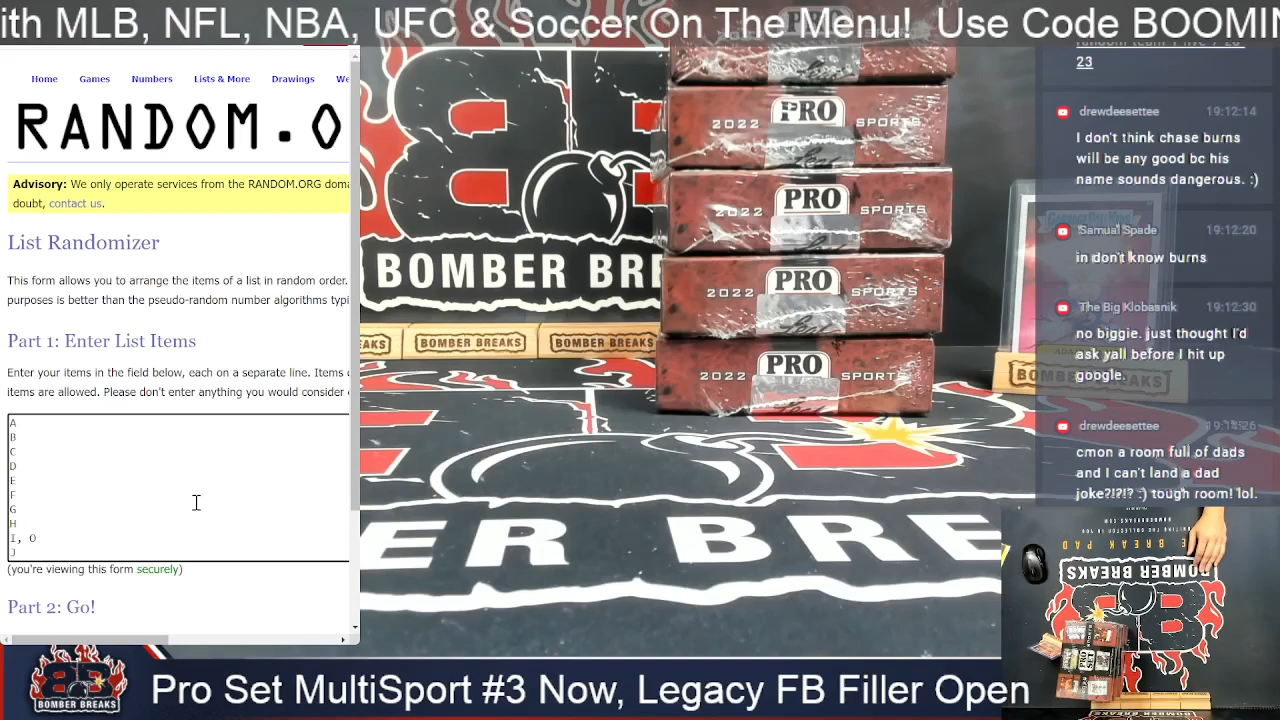 ith MLB, NFL, NBA, UFC & Soccer On The Menu!  Use Code BOOMIN
Home Games Numbers Lists & More Drawings We
RANDOM.O
Advisory: We only operate services from the RANDOM.ORG doma
doubt, contact us.
List Randomizer
This form allows you to arrange the items of a list in random order.
purposes is better than the pseudo-random number algorithms typi
Part 1: Enter List Items
Enter your items in the field below, each on a separate line. Items c
items are allowed. Please don't enter anything you would consider
A
B
C
D
E
F
G
H
I, O
J
(you're viewing this form securely)
Part 2: Go!
BOMBER BRE
AKS
BOMBER BREAKS
BOMBER BREAKS
2022 PRO SPORTS
2022 PRO SPORTS
2022 PRO SPORTS
2022 PRO SPORTS
BOMBER BREAKS
ER BRE
23
drewdeesettee 19:12:14
I don't think chase burns
will be any good bc his
name sounds dangerous. :)
Samual Spade 19:12:20
in don't know burns
The Big Klobasnik 19:12:30
no biggie. just thought I'd
ask yall before I hit up
google.
drewdeesettee
cmon a room full of dads
and I can't land a dad
joke?!?!? :) tough room! lol.
BREAK PAD
BOMBER BREAKS
PRO SET
BOMBER BREAKS
Pro Set MultiSport #3 Now, Legacy FB Filler Open